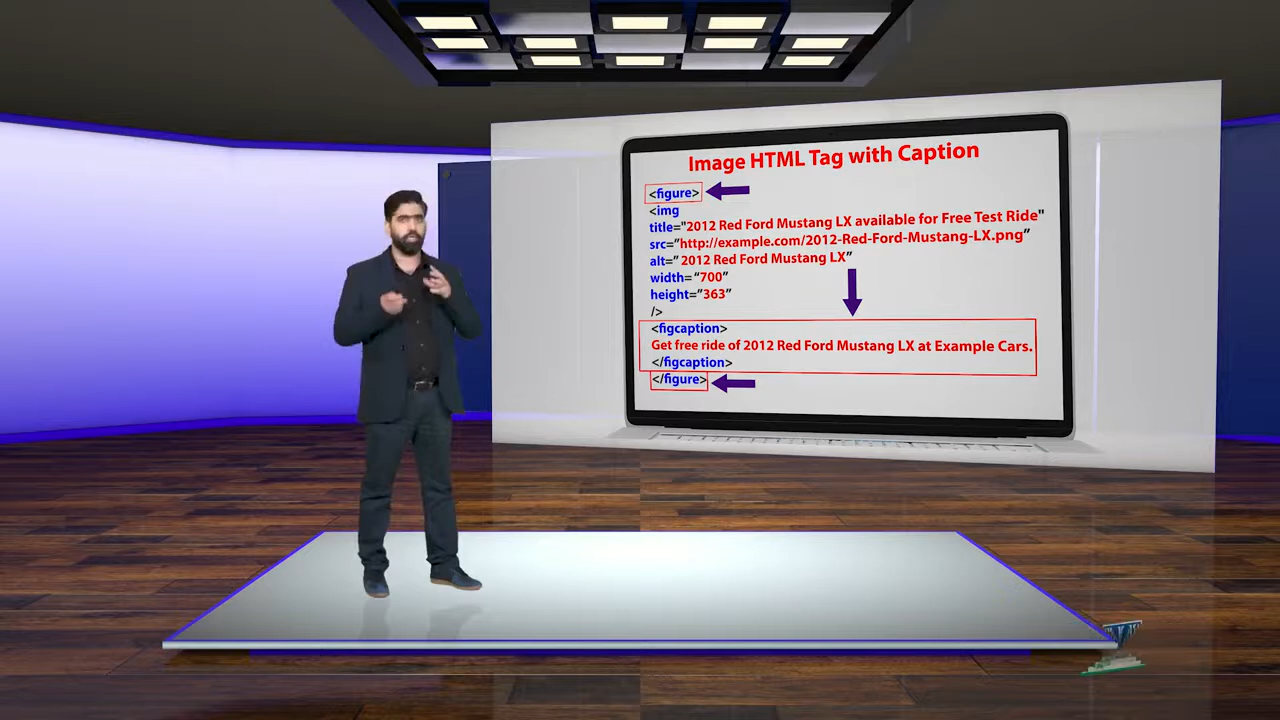 Image HTML Tag with Caption
<figure>
<img
title="2012 Red Ford Mustang LX available for Free Test Ride"
src="http://example.com/2012-Red-Ford-Mustang-LX.png"
alt=" 2012 Red Ford Mustang LX"
width= "700"
height="363"
/>
<figcaption>
Get free ride of 2012 Red Ford Mustang LX at Example Cars.
</figcaption>
</figure>